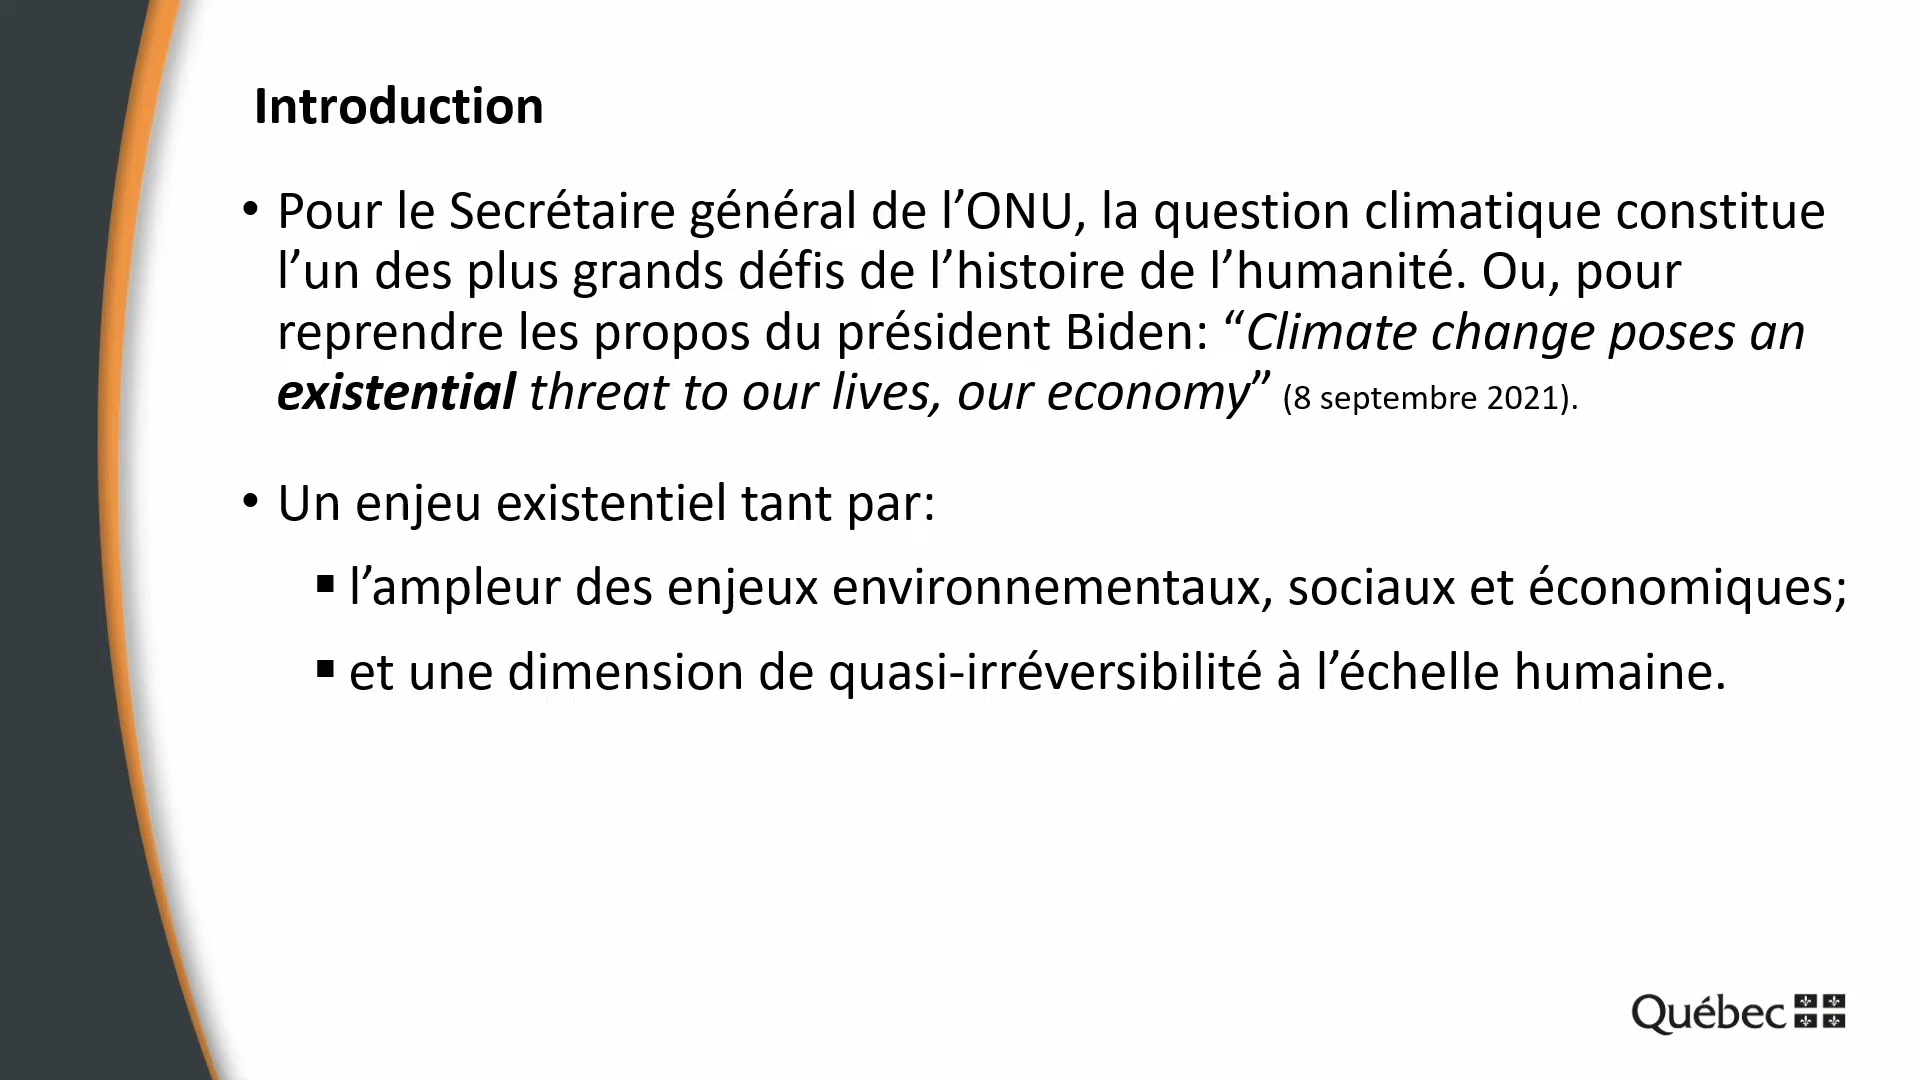 Introduction
• Pour le Secrétaire général de l’ONU, la question climatique constitue
l’un des plus grands défis de l’histoire de l’humanité. Ou, pour
reprendre les propos du président Biden: “Climate change poses an
existential threat to our lives, our economy” (8 septembre 2021).
• Un enjeu existentiel tant par:
▪ l’ampleur des enjeux environnementaux, sociaux et économiques;
▪ et une dimension de quasi-irréversibilité à l’échelle humaine.
Québec